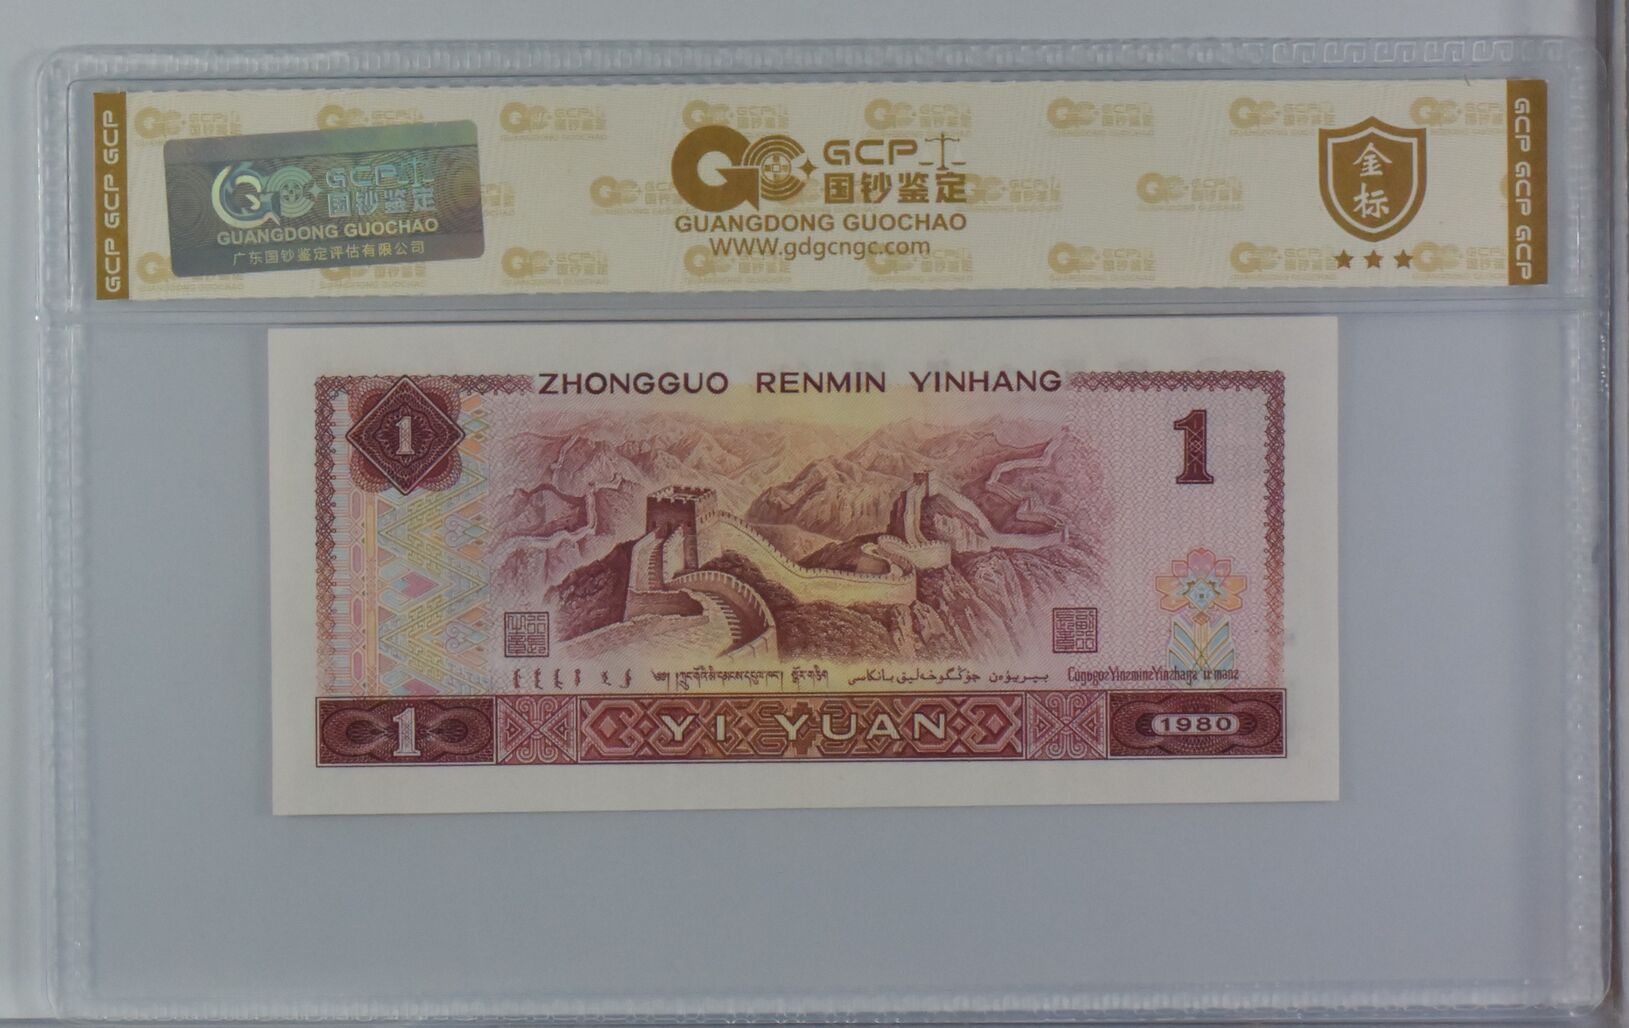 GCP GCP GCP
GCP
国钞鉴定
GUANGDONG GUOCHAO
广东国钞鉴定评估有限公司
GCP
国钞鉴定
GUANGDONG GUOCHAO
WWW.gdgcngc.com
金
标
GCP GCP GCP
ZHONGGUO RENMIN YINHANG
1
1
1
YI YUAN
1980